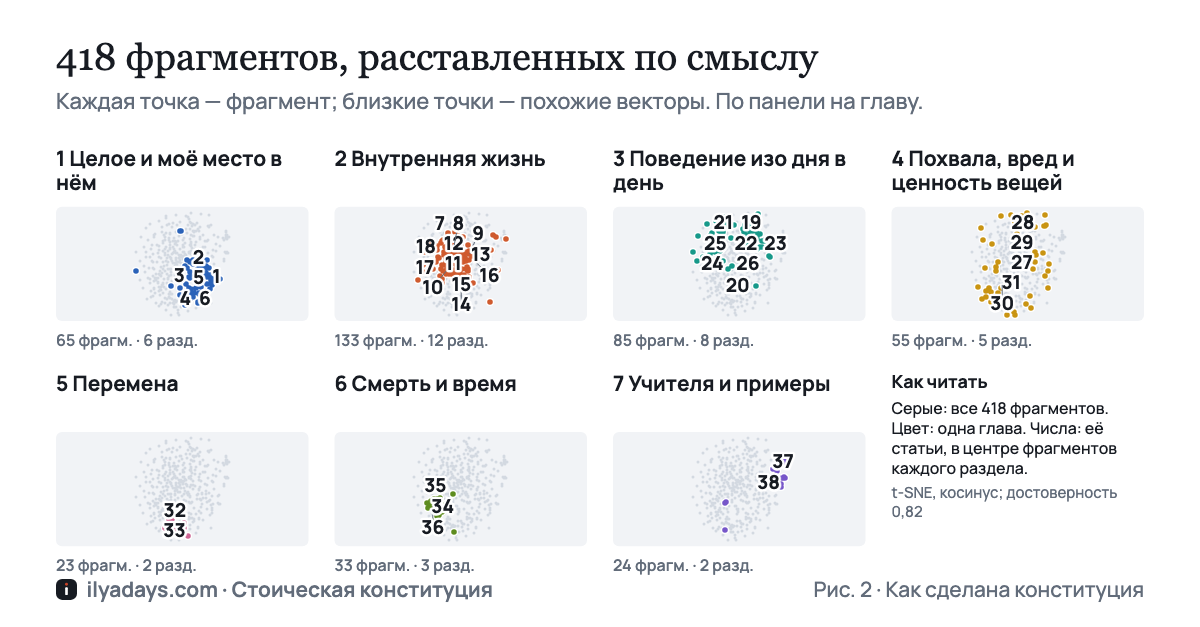 418 фрагментов, расставленных по смыслу
Каждая точка — фрагмент; близкие точки — похожие векторы. По панели на главу.
1 Целое и моё место в
нём
2
3 5 1
4 6
65 фрагм. · 6 разд.
2 Внутренняя жизнь
7 8 9
18 12 13
17 11 16
10 15
14
133 фрагм. · 12 разд.
3 Поведение изо дня в
день
21 19
25 22 23
24 26
20
85 фрагм. · 8 разд.
4 Похвала, вред и
ценность вещей
28
29
27
31
30
55 фрагм. · 5 разд.
5 Перемена
32
33
23 фрагм. · 2 разд.
6 Смерть и время
35
34
36
33 фрагм. · 3 разд.
7 Учителя и примеры
37
38
24 фрагм. · 2 разд.
Как читать
Серые: все 418 фрагментов.
Цвет: одна глава. Числа: её
статьи, в центре фрагментов
каждого раздела.
t-SNE, косинус; достоверность
0,82
i ilyadays.com · Стоическая конституция
Рис. 2 · Как сделана конституция